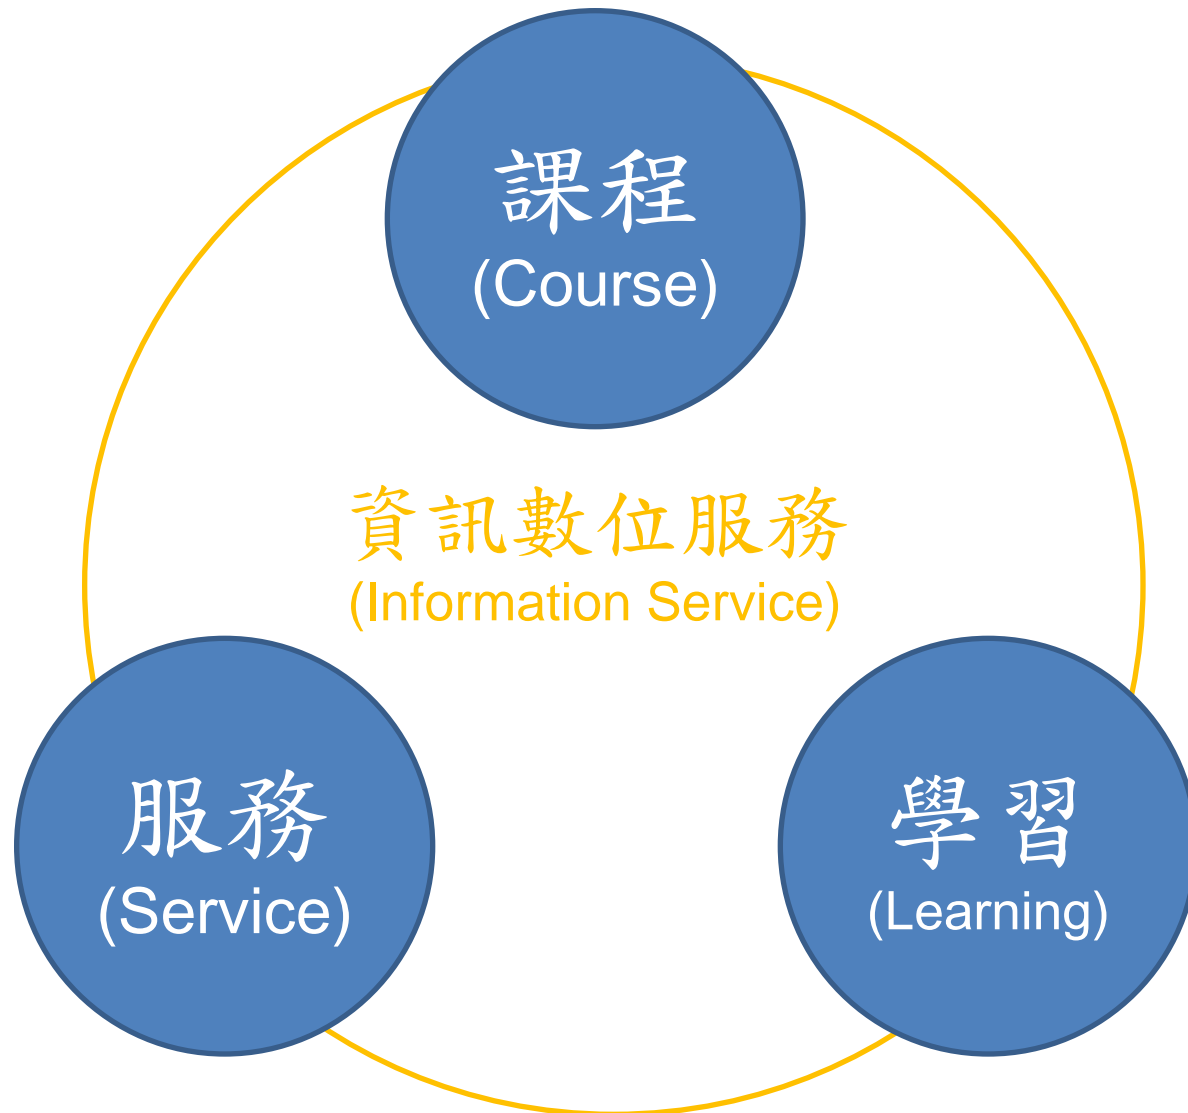 課程
(Course)
資訊數位服務
(Information Service)
服務
(Service)
學習
(Learning)